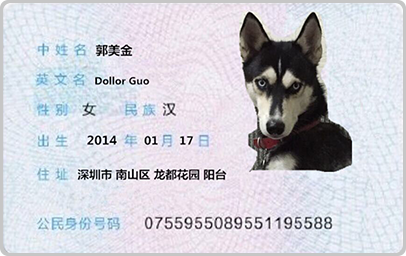 中姓名 郭美金
英文名 Dollor Guo
性别 女 民族 汉
出生 2014 年 01 月 17 日
住址 深圳市 南山区 龙都花园 阳台
公民身份号码 0755955089551195588